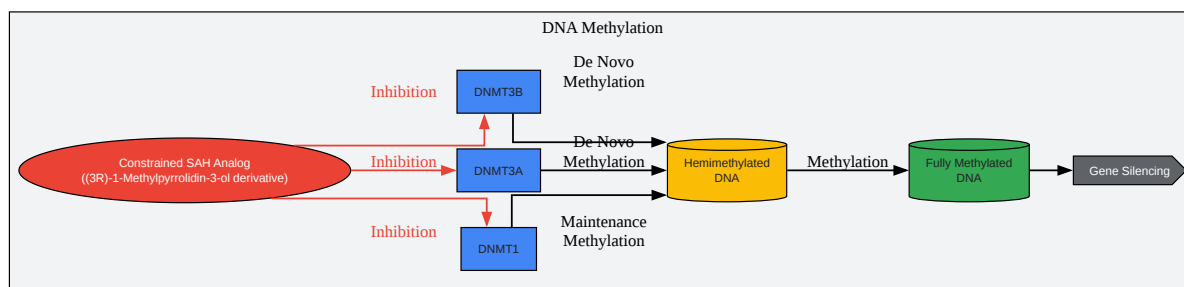 DNA Methylation
De Novo
Methylation
Inhibition
DNMT3B
Constrained SAH Analog
((3R)-1-Methylpyrrolidin-3-ol derivative)
Inhibition
DNMT3A
De Novo
Methylation
Hemimethylated
DNA
Methylation
Fully Methylated
DNA
Gene Silencing
Inhibition
DNMT1
Maintenance
Methylation